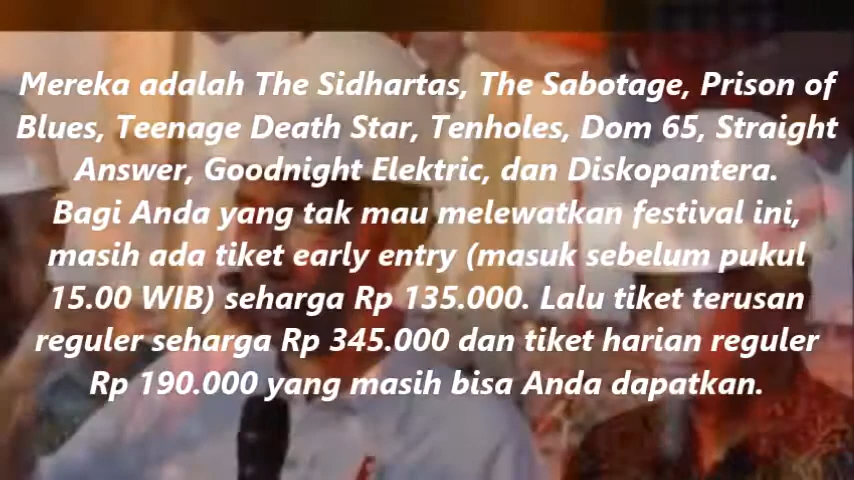 Mereka adalah The Sidhartas, The Sabotage, Prison of
Blues, Teenage Death Star, Tenholes, Dom 65, Straight
Answer, Goodnight Elektric, dan Diskopantera.
Bagi Anda yang tak mau melewatkan festival ini,
masih ada tiket early entry (masuk sebelum pukul
15.00 WIB) seharga Rp 135.000. Lalu tiket terusan
reguler seharga Rp 345.000 dan tiket harian reguler
Rp 190.000 yang masih bisa Anda dapatkan.